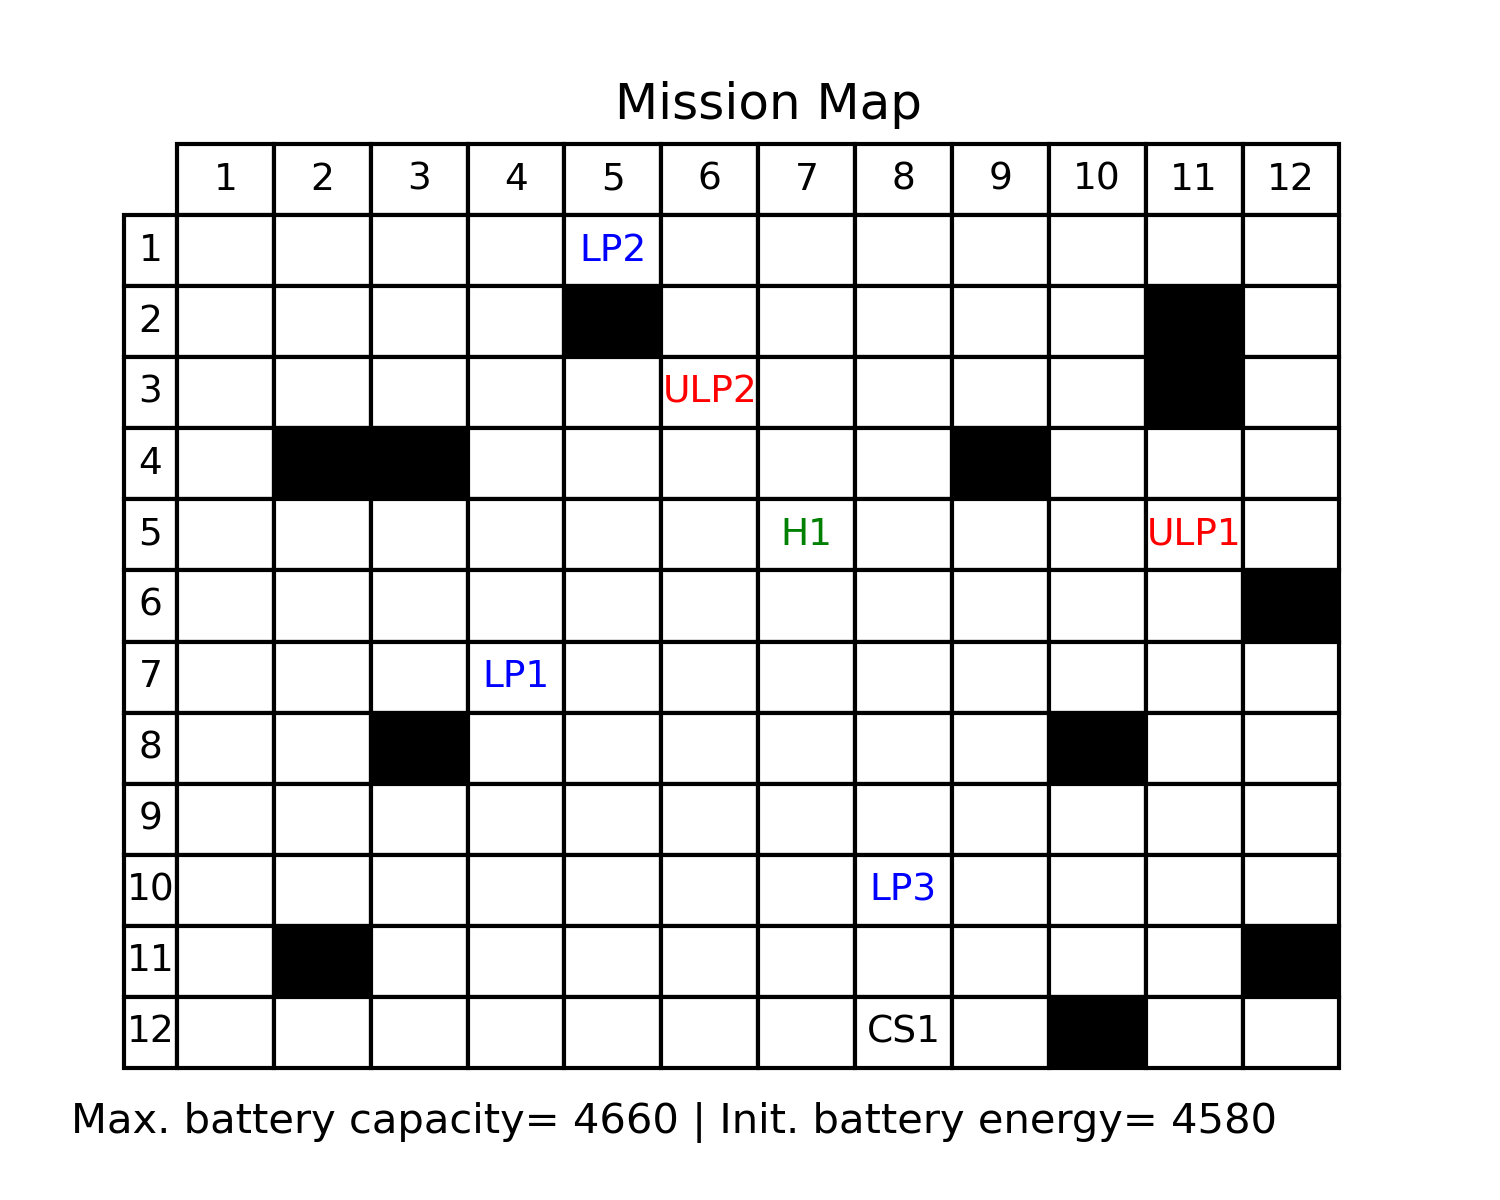 Mission Map
1 2 3 4 5 6 7 8 9 10 11 12
1 LP2
2
3 ULP2
4
5 H1 ULP1
6
7 LP1
8
9
10 LP3
11
12 CS1
Max. battery capacity= 4660 | Init. battery energy= 4580